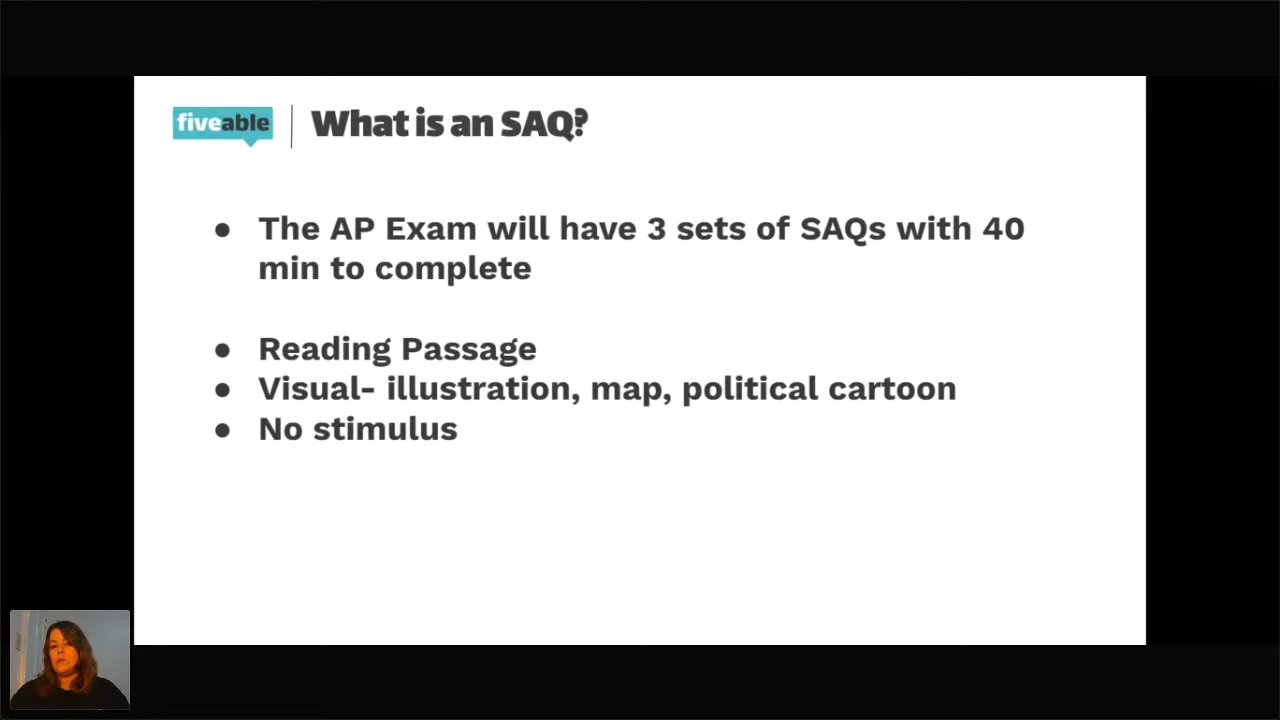 fiveable
What is an SAQ?
● The AP Exam will have 3 sets of SAQs with 40
min to complete
● Reading Passage
● Visual- illustration, map, political cartoon
● No stimulus